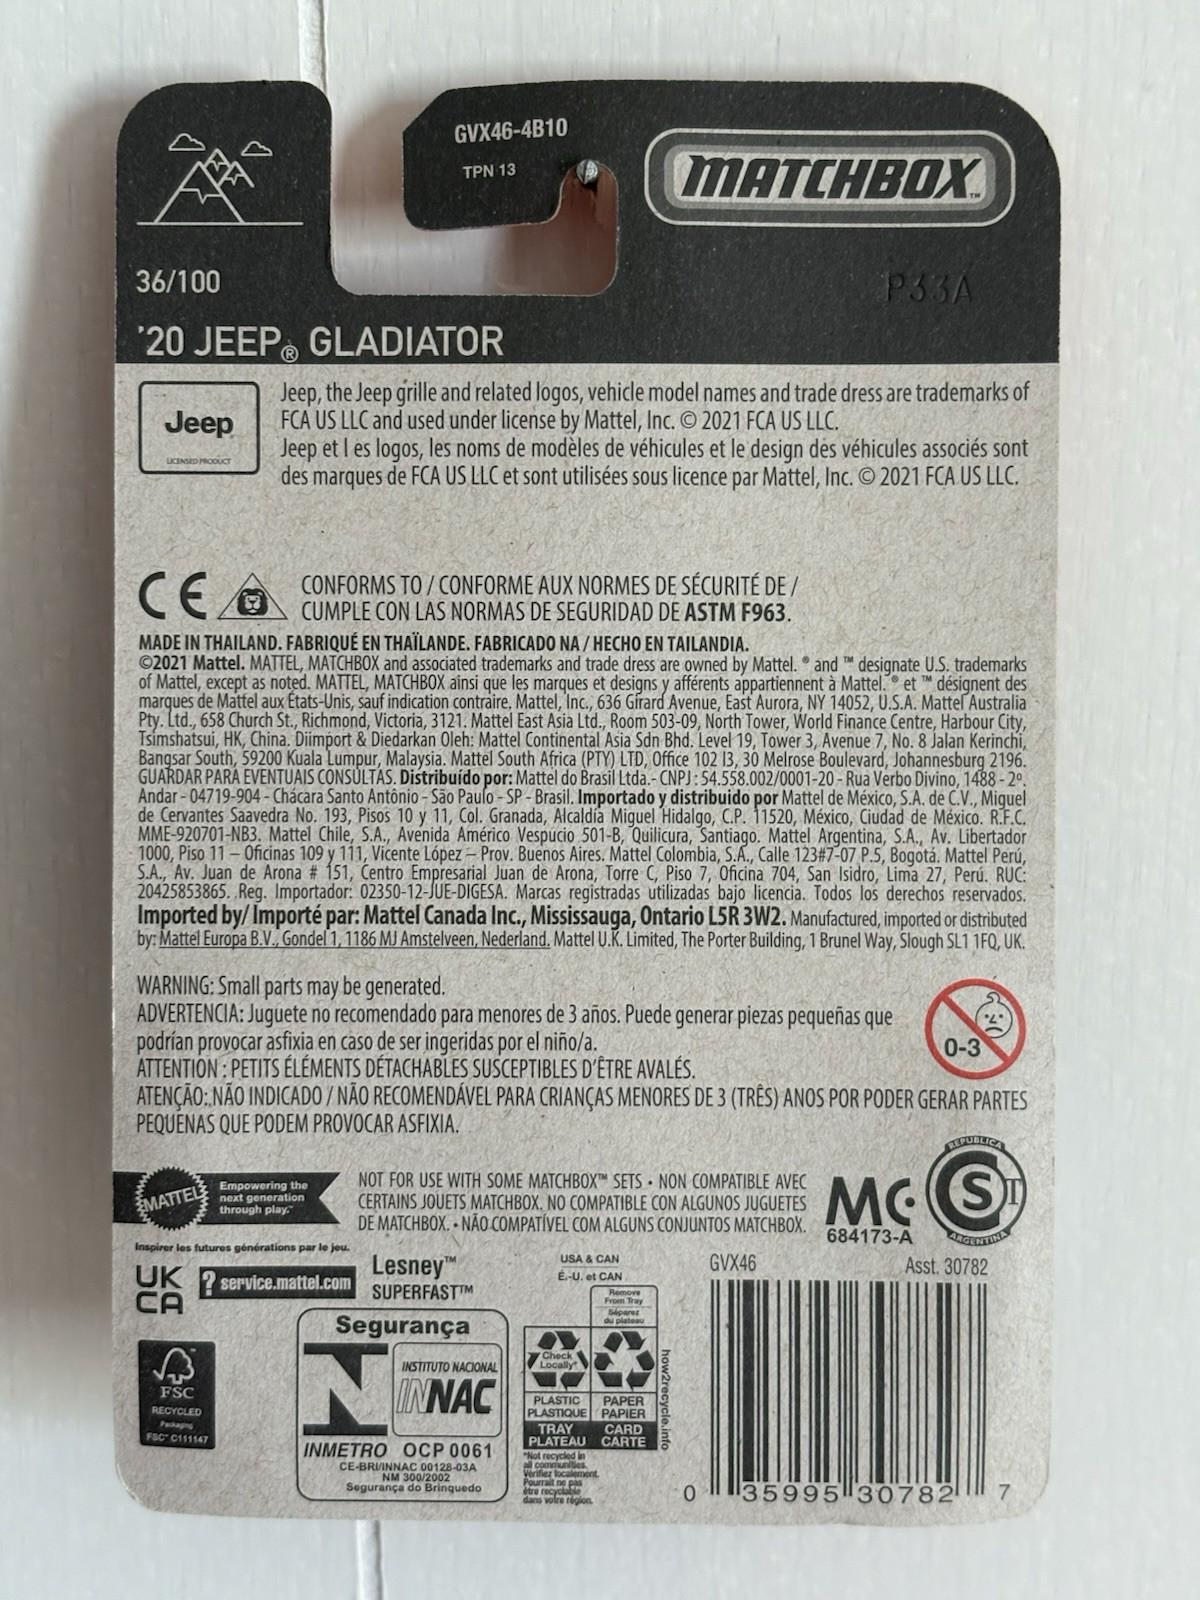 GVX46-4B10
TPN 13
MATCHBOX™
36/100
P33A
'20 JEEP® GLADIATOR
Jeep
LICENSED PRODUCT
Jeep, the Jeep grille and related logos, vehicle model names and trade dress are trademarks of
FCA US LLC and used under license by Mattel, Inc. © 2021 FCA US LLC.
Jeep et l es logos, les noms de modèles de véhicules et le design des véhicules associés sont
des marques de FCA US LLC et sont utilisées sous licence par Mattel, Inc. © 2021 FCA US LLC.
CE
CONFORMS TO / CONFORME AUX NORMES DE SÉCURITÉ DE /
CUMPLE CON LAS NORMAS DE SEGURIDAD DE ASTM F963.
MADE IN THAILAND. FABRIQUÉ EN THAÏLANDE. FABRICADO NA / HECHO EN TAILANDIA.
©2021 Mattel. MATTEL, MATCHBOX and associated trademarks and trade dress are owned by Mattel. ® and ™ designate U.S. trademarks
of Mattel, except as noted. MATTEL, MATCHBOX ainsi que les marques et designs y afférents appartiennent à Mattel. ® et ™ désignent des
marques de Mattel aux États-Unis, sauf indication contraire. Mattel, Inc., 636 Girard Avenue, East Aurora, NY 14052, U.S.A. Mattel Australia
Pty. Ltd., 658 Church St., Richmond, Victoria, 3121. Mattel East Asia Ltd., Room 503-09, North Tower, World Finance Centre, Harbour City,
Tsimshatsui, HK, China. Diimport & Diedarkan Oleh: Mattel Continental Asia Sdn Bhd. Level 19, Tower 3, Avenue 7, No. 8 Jalan Kerinchi,
Bangsar South, 59200 Kuala Lumpur, Malaysia. Mattel South Africa (PTY) LTD, Office 102 I3, 30 Melrose Boulevard, Johannesburg 2196.
GUARDAR PARA EVENTUAIS CONSULTAS. Distribuído por: Mattel do Brasil Ltda.- CNPJ : 54.558.002/0001-20 - Rua Verbo Divino, 1488 - 2º.
Andar - 04719-904 - Chácara Santo Antônio - São Paulo - SP - Brasil. Importado y distribuido por Mattel de México, S.A. de C.V., Miguel
de Cervantes Saavedra No. 193, Pisos 10 y 11, Col. Granada, Alcaldía Miguel Hidalgo, C.P. 11520, México, Ciudad de México. R.F.C.
MME-920701-NB3. Mattel Chile, S.A., Avenida Américo Vespucio 501-B, Quilicura, Santiago. Mattel Argentina, S.A., Av. Libertador
1000, Piso 11 – Oficinas 109 y 111, Vicente López – Prov. Buenos Aires. Mattel Colombia, S.A., Calle 123#7-07 P.5, Bogotá. Mattel Perú,
S.A., Av. Juan de Arona # 151, Centro Empresarial Juan de Arona, Torre C, Piso 7, Oficina 704, San Isidro, Lima 27, Perú. RUC:
20425853865. Reg. Importador: 02350-12-JUE-DIGESA. Marcas registradas utilizadas bajo licencia. Todos los derechos reservados.
Imported by/ Importé par: Mattel Canada Inc., Mississauga, Ontario L5R 3W2. Manufactured, imported or distributed
by: Mattel Europa B.V., Gondel 1, 1186 MJ Amstelveen, Nederland. Mattel U.K. Limited, The Porter Building, 1 Brunel Way, Slough SL1 1FQ, UK.
WARNING: Small parts may be generated.
ADVERTENCIA: Juguete no recomendado para menores de 3 años. Puede generar piezas pequeñas que
podrían provocar asfixia en caso de ser ingeridas por el niño/a.
ATTENTION : PETITS ÉLÉMENTS DÉTACHABLES SUSCEPTIBLES D'ÊTRE AVALÉS.
ATENÇÃO: NÃO INDICADO / NÃO RECOMENDÁVEL PARA CRIANÇAS MENORES DE 3 (TRÊS) ANOS POR PODER GERAR PARTES
PEQUENAS QUE PODEM PROVOCAR ASFIXIA.
0-3
MATTEL
Empowering the
next generation
through play.™
Inspirer les futures générations par le jeu.
NOT FOR USE WITH SOME MATCHBOX™ SETS • NON COMPATIBLE AVEC
CERTAINS JOUETS MATCHBOX. NO COMPATIBLE CON ALGUNOS JUGUETES
DE MATCHBOX. • NÃO COMPATÍVEL COM ALGUNS CONJUNTOS MATCHBOX.
MC
684173-A
REPUBLICA
S
ARGENTINA
UK
CA
? service.mattel.com
Lesney™
SUPERFAST™
USA & CAN
É.-U. et CAN
Remove
From Tray
Séparez
du plateau
Check
Locally*
PLASTIC
PLASTIQUE
TRAY
PLATEAU
PAPER
PAPIER
CARD
CARTE
how2recycle.info
*Not recycled in
all communities.
Vérifiez localement.
Pourrait ne pas
être recyclable
dans votre région.
FSC
RECYCLED
Packaging
FSC™ C111147
Segurança
INSTITUTO NACIONAL
INNAC
INMETRO OCP 0061
CE-BRI/INNAC 00128-03A
NM 300/2002
Segurança do Brinquedo
GVX46
Asst. 30782
0 35995 30782 7